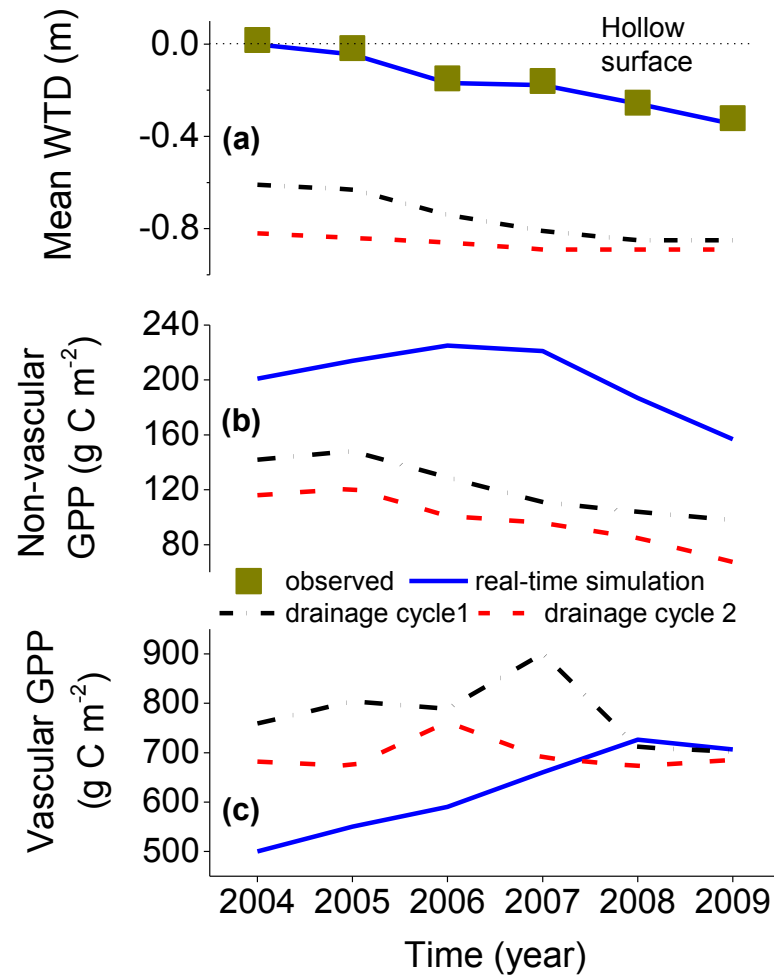 Mean WTD (m)
0.0
-0.4
-0.8
Hollow
surface
(a)
Non-vascular
GPP (g C m-2)
240
200
160
120
80
(b)
observed
real-time simulation
drainage cycle1
drainage cycle 2
Vascular GPP
(g C m-2)
900
800
700
600
500
(c)
2004 2005 2006 2007 2008 2009
Time (year)